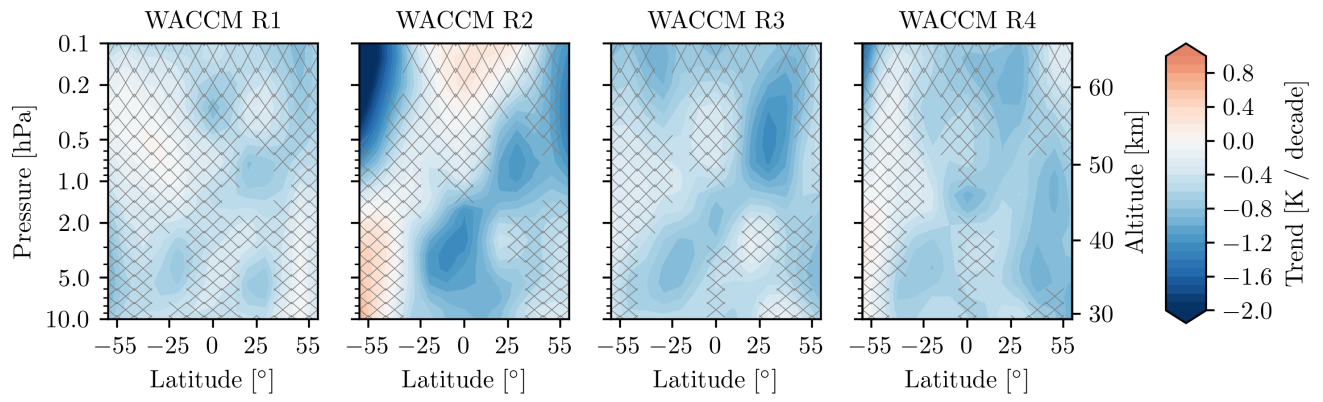 WACCM R1
WACCM R2
WACCM R3
WACCM R4
Pressure [hPa]
0.1
0.2
0.5
1.0
2.0
5.0
10.0
−55 −25 0 25 55
−55 −25 0 25 55
−55 −25 0 25 55
−55 −25 0 25 55
Latitude [°]
Latitude [°]
Latitude [°]
Latitude [°]
60
50
40
30
Altitude [km]
0.8
0.4
0.0
−0.4
−0.8
−1.2
−1.6
−2.0
Trend [K / decade]